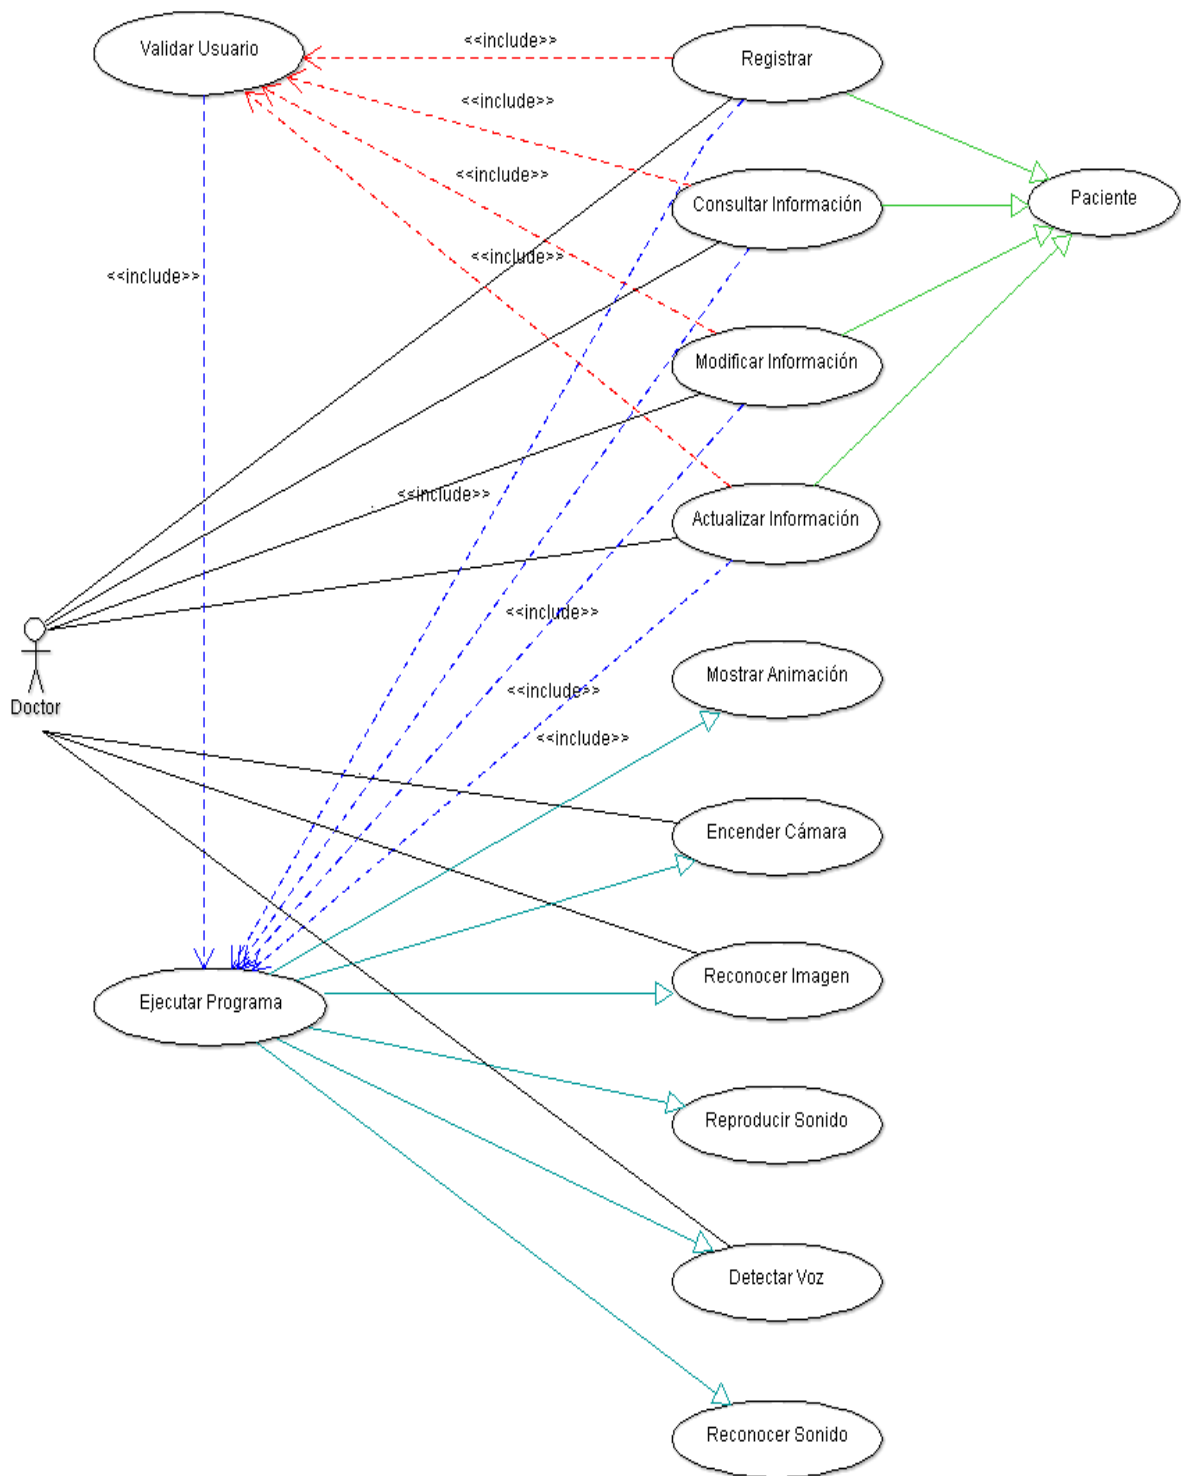 Validar Usuario
<<include>>
Registrar
<<include>>
<<include>>
Consultar Información
Paciente
<<include>>
<<include>>
Modificar Información
<<include>>
Actualizar Información
<<include>>
Mostrar Animación
<<include>>
Doctor
<<include>>
Encender Cámara
Reconocer Imagen
Ejecutar Programa
Reproducir Sonido
Detectar Voz
Reconocer Sonido